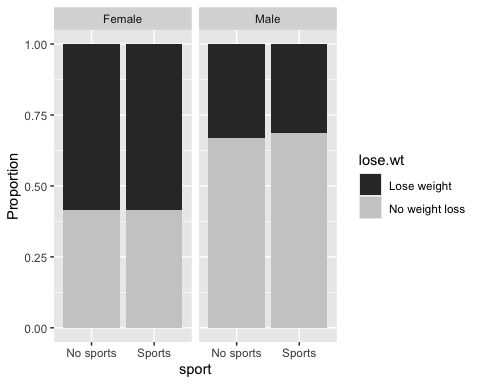 Female
Male
1.00
0.75
0.50
0.25
0.00
Proportion
No sports
Sports
No sports
Sports
sport
lose.wt
Lose weight
No weight loss